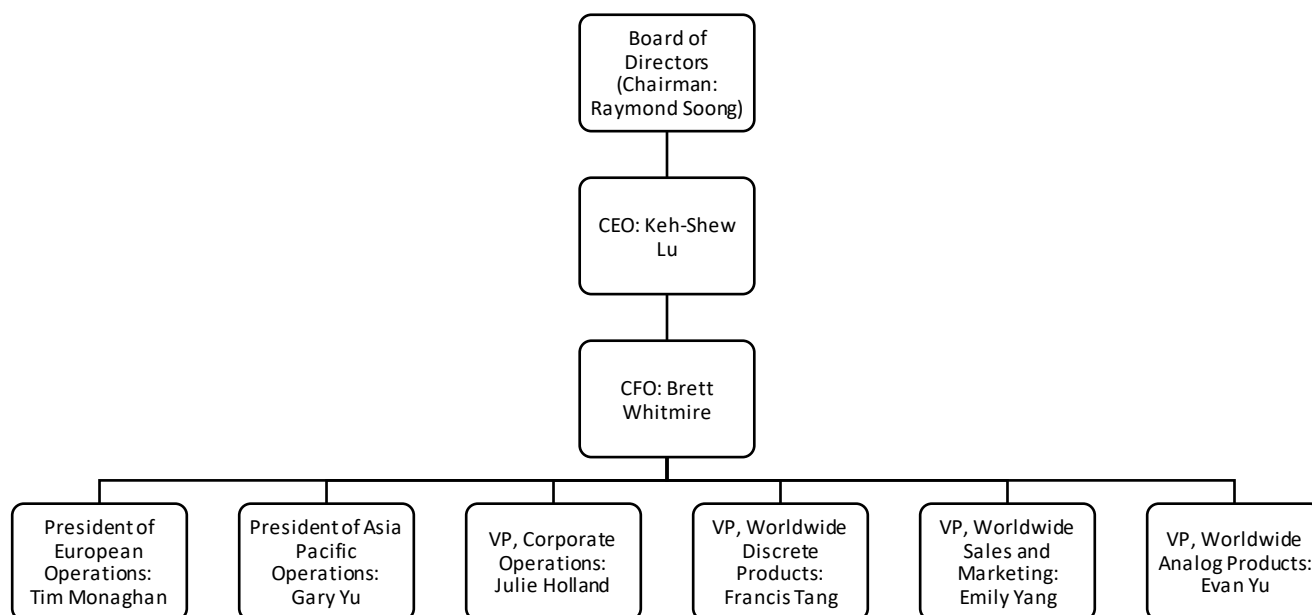 Board of
Directors
(Chairman:
Raymond Soong)
CEO: Keh-Shew
Lu
CFO: Brett
Whitmire
President of
European
Operations:
Tim Monaghan
President of Asia
Pacific
Operations:
Gary Yu
VP, Corporate
Operations:
Julie Holland
VP, Worldwide
Discrete
Products:
Francis Tang
VP, Worldwide
Sales and
Marketing:
Emily Yang
VP, Worldwide
Analog Products:
Evan Yu